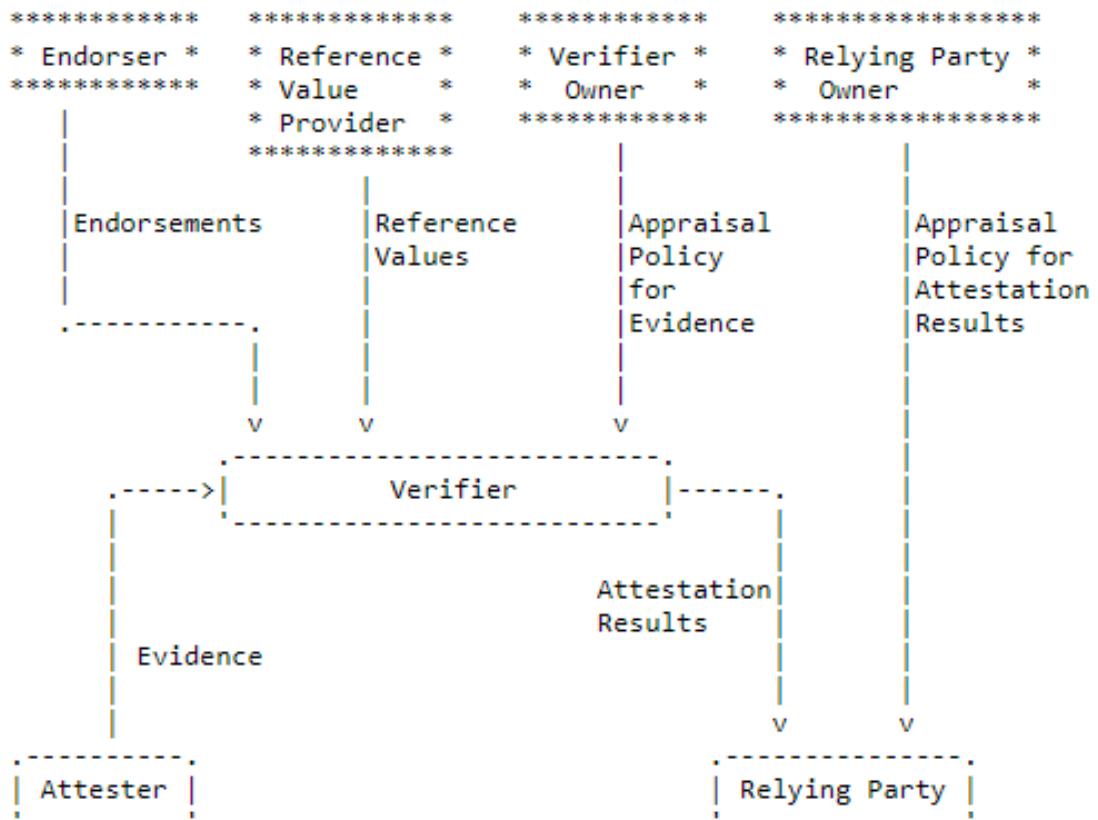 ************   *************    ************    *****************
* Endorser *   * Reference *    * Verifier *    * Relying Party *
************   * Value     *    *  Owner   *    *  Owner        *
* Provider  *    ************    *****************
*************
Endorsements   Reference   Appraisal   Appraisal
Values   Policy   Policy for
for   Attestation
Evidence   Results
v   v   v
.----->|   Verifier   |------.
Attestation
Results
Evidence
v   v
| Attester |   | Relying Party |